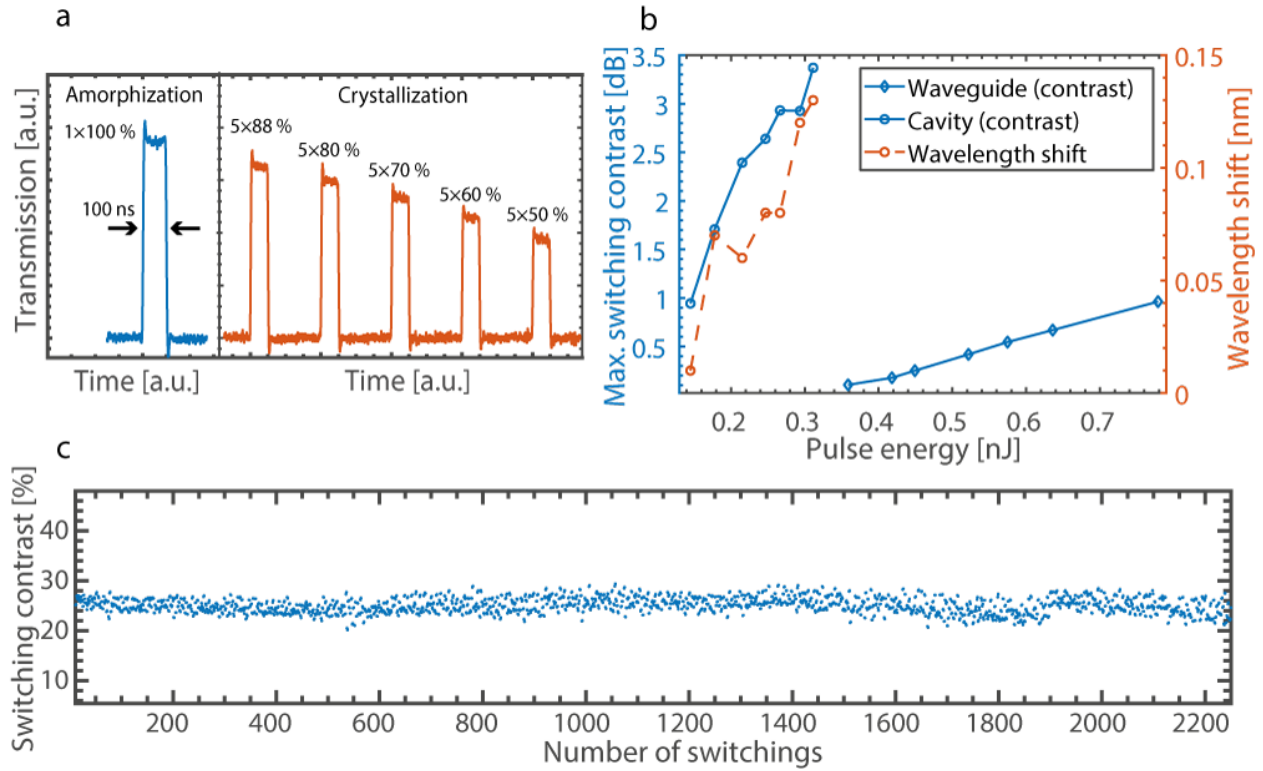 a
Transmission [a.u.]
Amorphization
Crystallization
1×100 %
100 ns
5×88 %
5×80 %
5×70 %
5×60 %
5×50 %
Time [a.u.]
Time [a.u.]
b
Max. switching contrast [dB]
3.5
3
2.5
2
1.5
1
0.5
Waveguide (contrast)
Cavity (contrast)
Wavelength shift
0.15
0.1
0.05
0
Wavelength shift [nm]
0.2
0.3
0.4
0.5
0.6
0.7
Pulse energy [nJ]
c
Switching contrast [%]
40
30
20
10
200
400
600
800
1000
1200
1400
1600
1800
2000
2200
Number of switchings